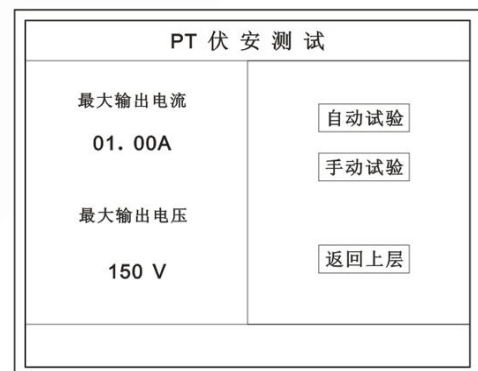 PT 伏安测试
最大输出电流
01. 00A
最大输出电压
150 V
自动试验
手动试验
返回上层